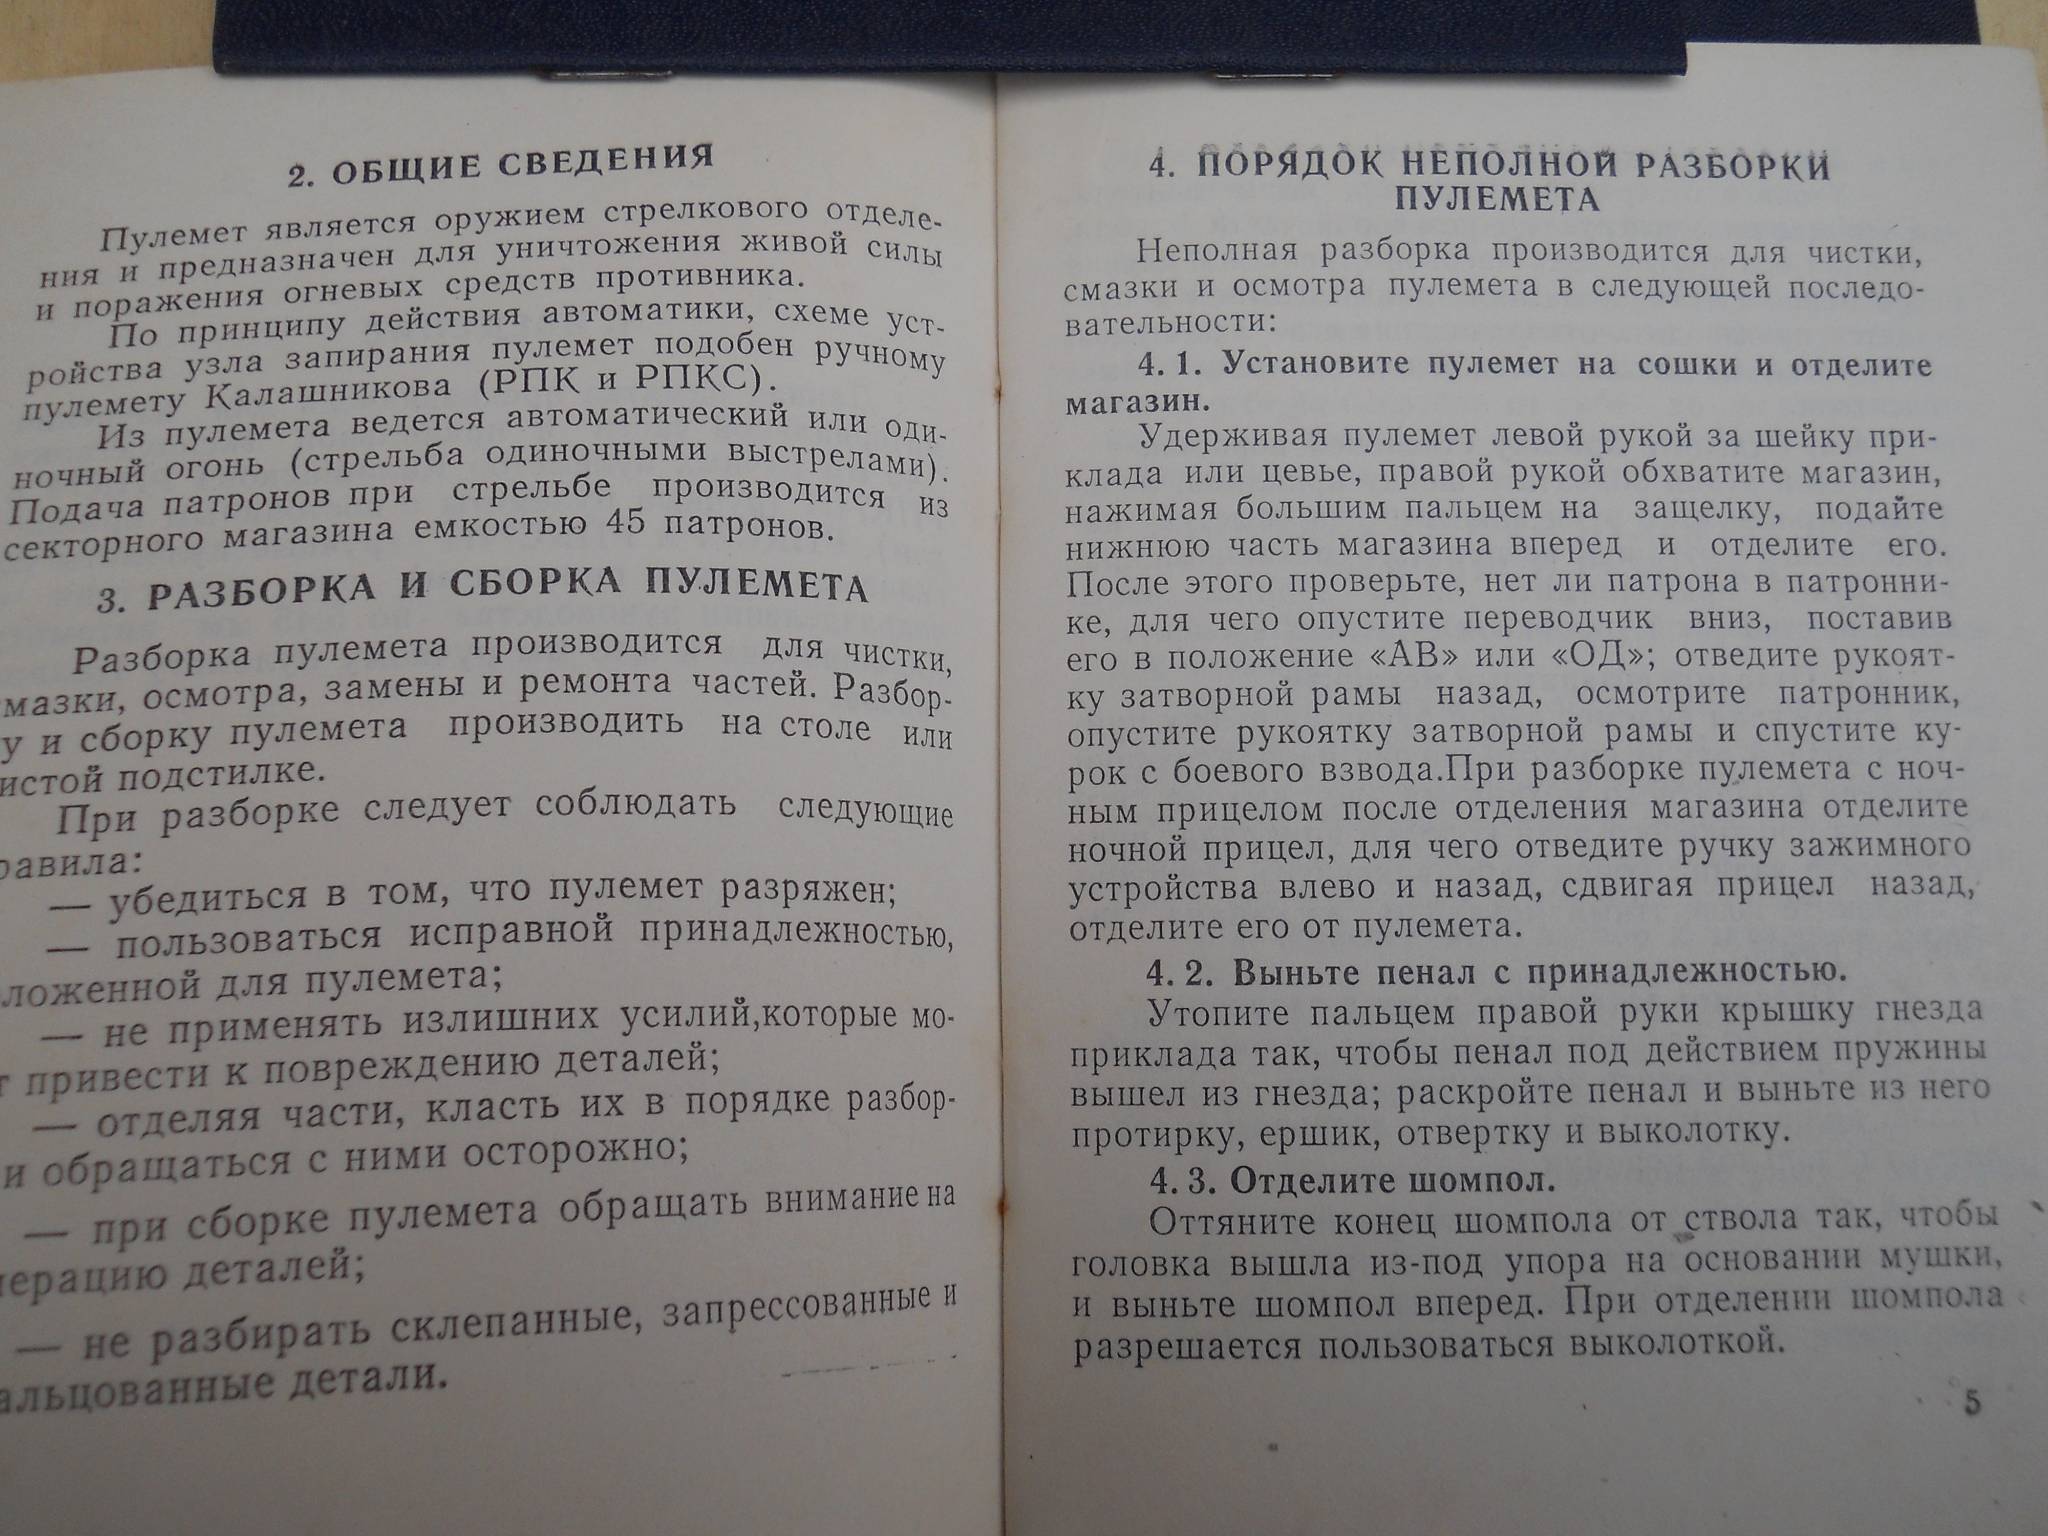 2. ОБЩИЕ СВЕДЕНИЯ
Пулемет является оружием стрелкового отделе-
ния и предназначен для уничтожения живой силы
и поражения огневых средств противника.
По принципу действия автоматики, схеме уст-
ройства узла запирания пулемет подобен ручному
пулемету Калашникова (РПК и РПКС).
Из пулемета ведется автоматический или оди-
ночный огонь (стрельба одиночными выстрелами).
Подача патронов при стрельбе производится из
секторного магазина емкостью 45 патронов.
3. РАЗБОРКА И СБОРКА ПУЛЕМЕТА
Разборка пулемета производится для чистки,
мазки, осмотра, замены и ремонта частей. Разбор-
у и сборку пулемета производить на столе или
истой подстилке.
При разборке следует соблюдать следующие
равила:
— убедиться в том, что пулемет разряжен;
— пользоваться исправной принадлежностью,
ложенной для пулемета;
— не применять излишних усилий,которые мо-
т привести к повреждению деталей;
— отделяя части, класть их в порядке разбор-
и обращаться с ними осторожно;
— при сборке пулемета обращать внимание на
мерацию деталей;
— не разбирать склепанные, запрессованные и
альцованные детали.
4. ПОРЯДОК НЕПОЛНОЙ РАЗБОРКИ
ПУЛЕМЕТА
Неполная разборка производится для чистки,
смазки и осмотра пулемета в следующей последо-
вательности:
4. 1. Установите пулемет на сошки и отделите
магазин.
Удерживая пулемет левой рукой за шейку при-
клада или цевье, правой рукой обхватите магазин,
нажимая большим пальцем на защелку, подайте
нижнюю часть магазина вперед и отделите его.
После этого проверьте, нет ли патрона в патронни-
ке, для чего опустите переводчик вниз, поставив
его в положение «АВ» или «ОД»; отведите рукоят-
ку затворной рамы назад, осмотрите патронник,
опустите рукоятку затворной рамы и спустите ку-
рок с боевого взвода.При разборке пулемета с ноч-
ным прицелом после отделения магазина отделите
ночной прицел, для чего отведите ручку зажимного
устройства влево и назад, сдвигая прицел назад,
отделите его от пулемета.
4. 2. Выньте пенал с принадлежностью.
Утопите пальцем правой руки крышку гнезда
приклада так, чтобы пенал под действием пружины
вышел из гнезда; раскройте пенал и выньте из него
протирку, ершик, отвертку и выколотку.
4. 3. Отделите шомпол.
Оттяните конец шомпола от ствола так, чтобы
головка вышла из-под упора на основании мушки,
и выньте шомпол вперед. При отделении шомпола
разрешается пользоваться выколоткой.
5